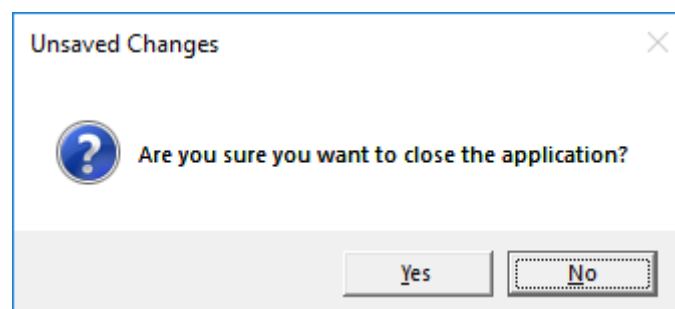 Unsaved Changes
Are you sure you want to close the application?
Yes
No